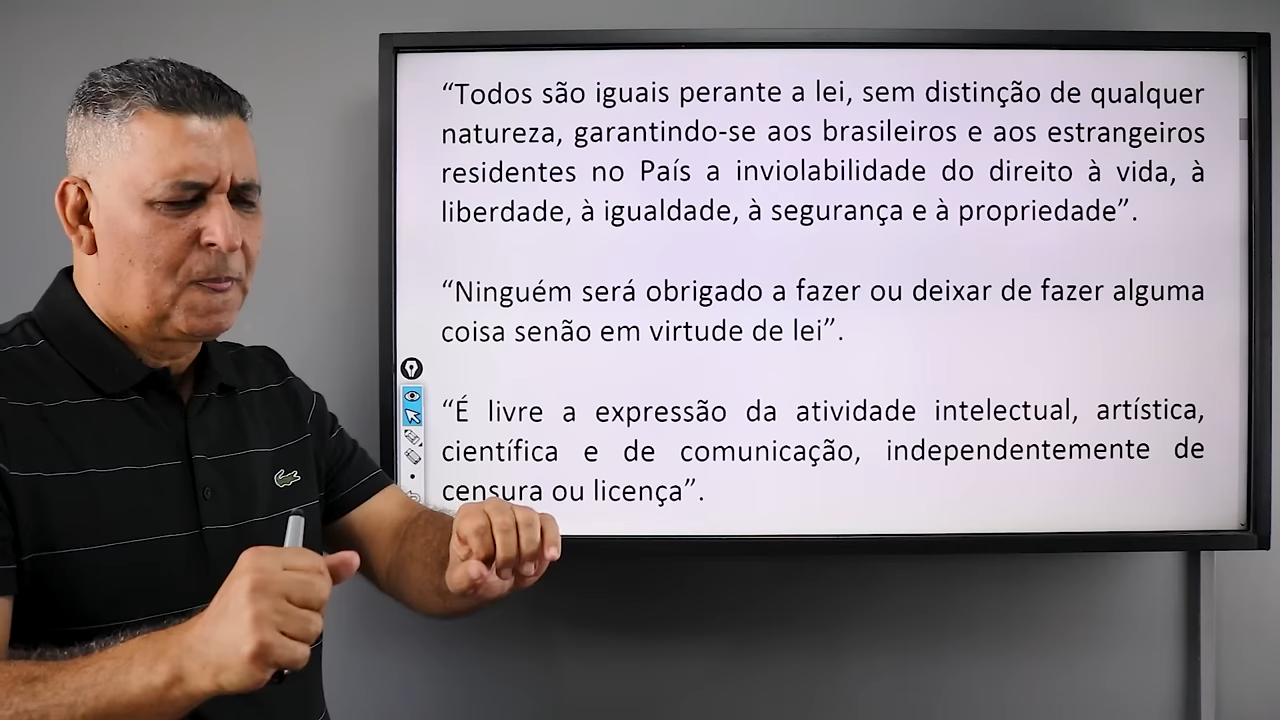 “Todos são iguais perante a lei, sem distinção de qualquer
natureza, garantindo-se aos brasileiros e aos estrangeiros
residentes no País a inviolabilidade do direito à vida, à
liberdade, à igualdade, à segurança e à propriedade”.
“Ninguém será obrigado a fazer ou deixar de fazer alguma
coisa senão em virtude de lei”.
“É livre a expressão da atividade intelectual, artística,
científica e de comunicação, independentemente de
censura ou licença”.